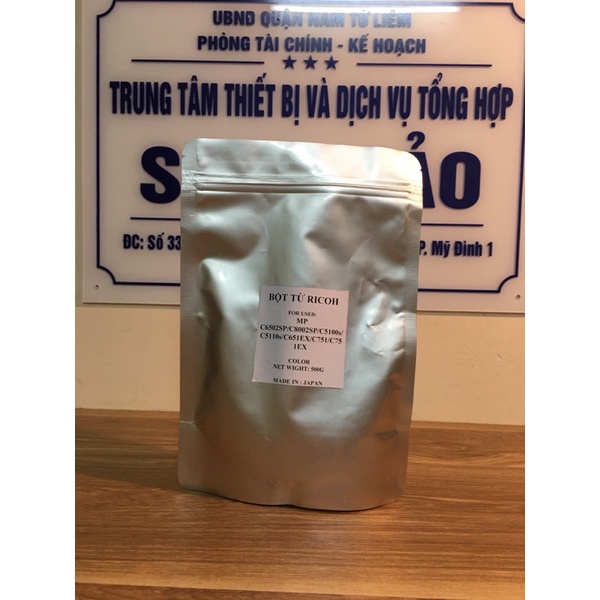 UBND QUẬN NAM TỪ LIÊM
PHÒNG TÀI CHÍNH - KẾ HOẠCH
TRUNG TÂM THIẾT BỊ VÀ DỊCH VỤ TỔNG HỢP
S ẢO
ĐC: Số 33 P. Mỹ Đình 1
BỘT TỪ RICOH
FOR USED:
MP
C6502SP/C8002SP/C5100s/
C5110s/C651EX/C751/C75
1EX
COLOR
NET WIGHT: 500G
MADE IN : JAPAN